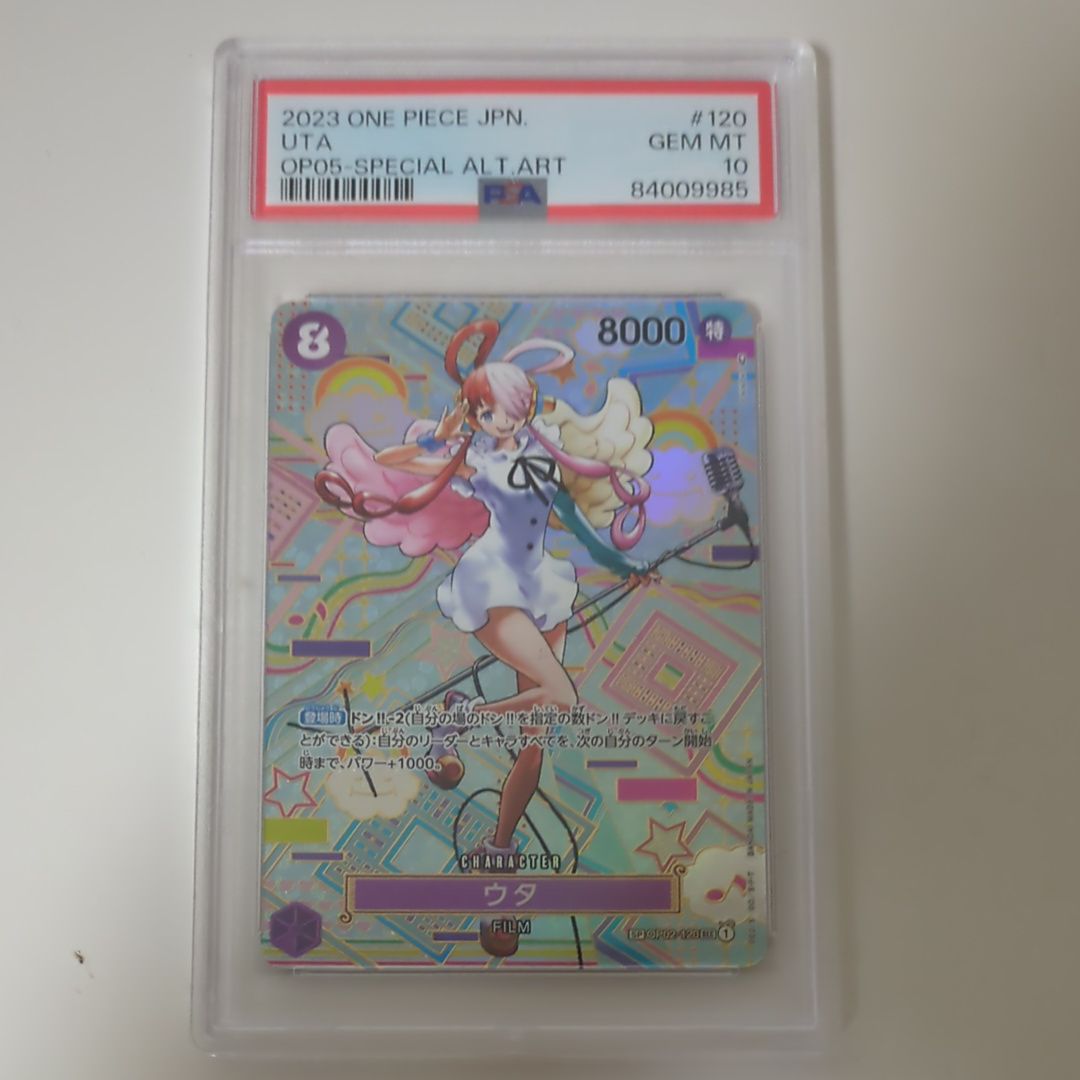 2023 ONE PIECE JPN.
#120
UTA
GEM MT
OP05-SPECIAL ALT.ART
10
PSA
84009985
8
8000
特
登場時 ドン!!-2(自分の場のドン!!を指定の数ドン!!デッキに戻すこ
とができる):自分のリーダーとキャラすべてを、次の自分のターン開始
時まで、パワー+1000。
CHARACTER
ウタ
FILM
OP02-120
1